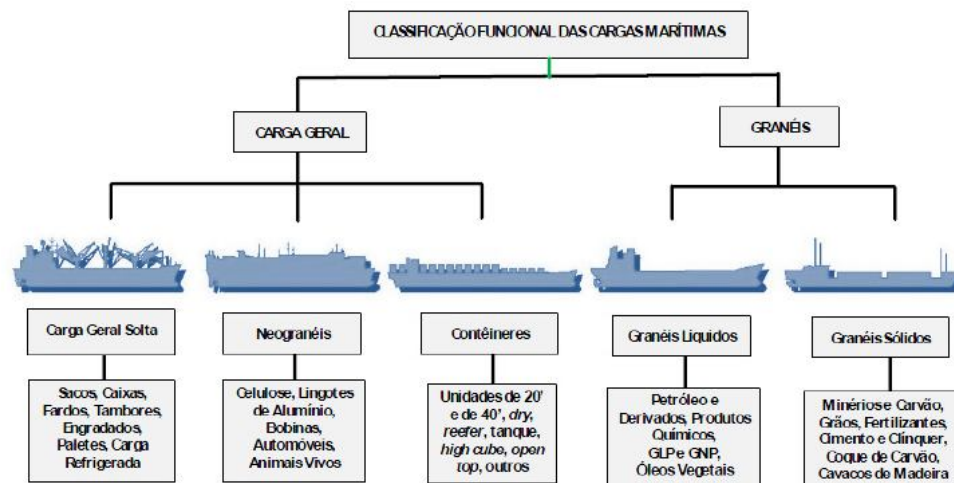 CLASSIFICAÇÃO FUNCIONAL DAS CARGAS MARÍTIMAS
CARGA GERAL
GRANÉIS
Carga Geral Solta
Neogranéis
Contêineres
Granéis Liquidos
Granéis Sólidos
Sacos, Caixas,
Fardos, Tambores,
Engradados,
Paletes, Carga
Refrigerada
Celulose, Lingotes
de Alumínio,
Bobinas,
Automóveis,
Animais Vivos
Unidades de 20'
e de 40', dry,
reefer, tanque,
high cube, open
top, outros
Petróleo e
Derivados, Produtos
Químicos,
GLP e GNP,
Óleos Vegetais
Minérios e Carvão,
Grãos, Fertilizantes,
Cimento e Clínquer,
Coque de Carvão,
Cavacos de Madeira